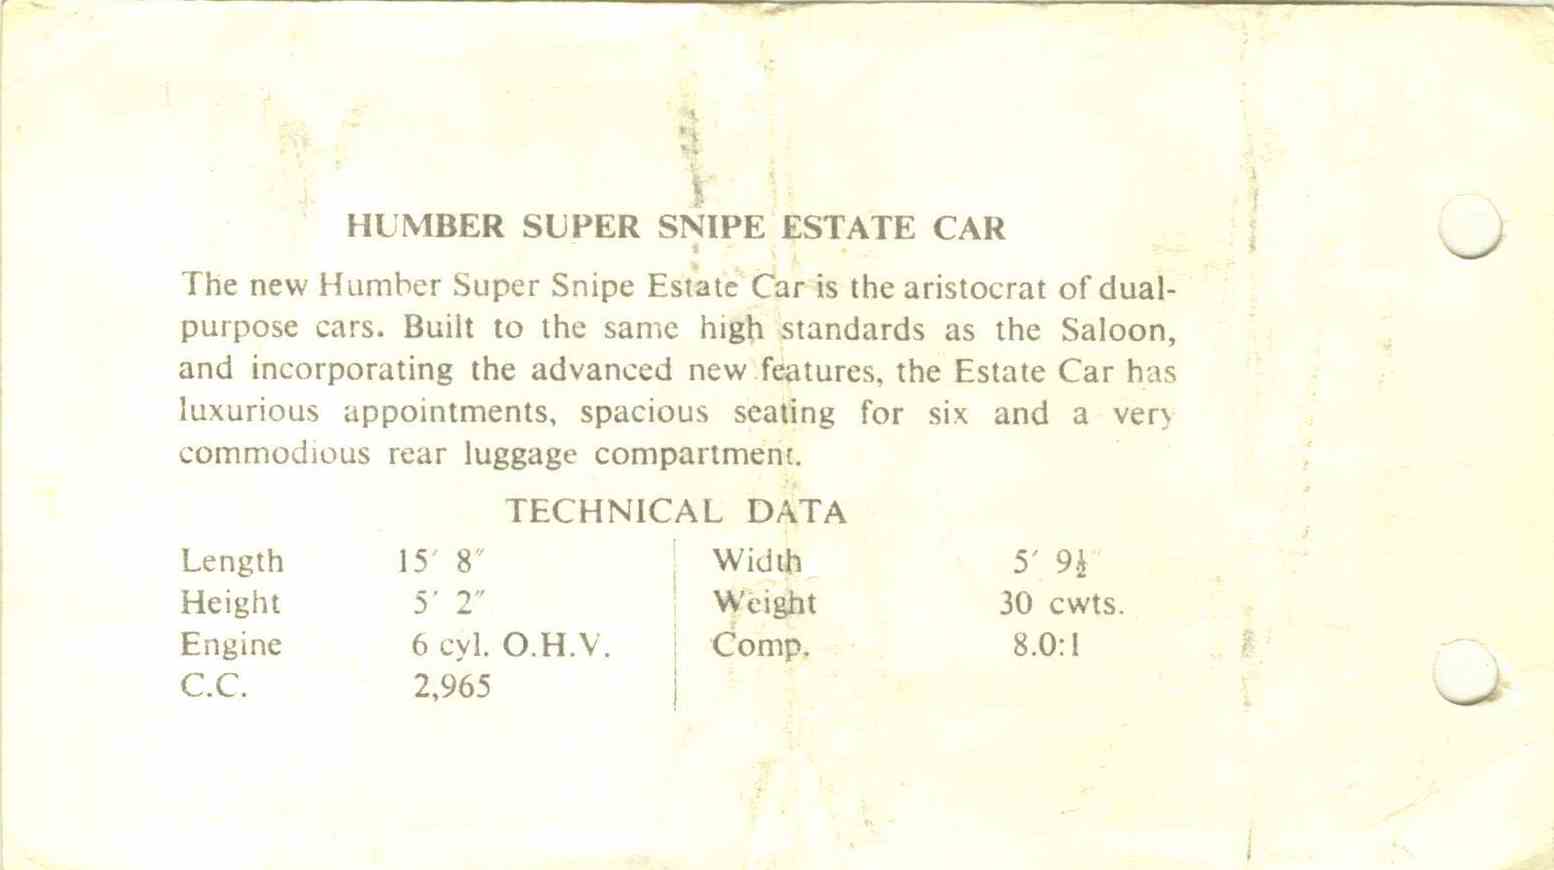 HUMBER SUPER SNIPE ESTATE CAR
The new Humber Super Snipe Estate Car is the aristocrat of dual-
purpose cars. Built to the same high standards as the Saloon,
and incorporating the advanced new features, the Estate Car has
luxurious appointments, spacious seating for six and a very
commodious rear luggage compartment.
TECHNICAL DATA
Length 15′ 8″ Width 5′ 9½″
Height 5′ 2″ Weight 30 cwts.
Engine 6 cyl. O.H.V. Comp. 8.0:1
C.C. 2,965